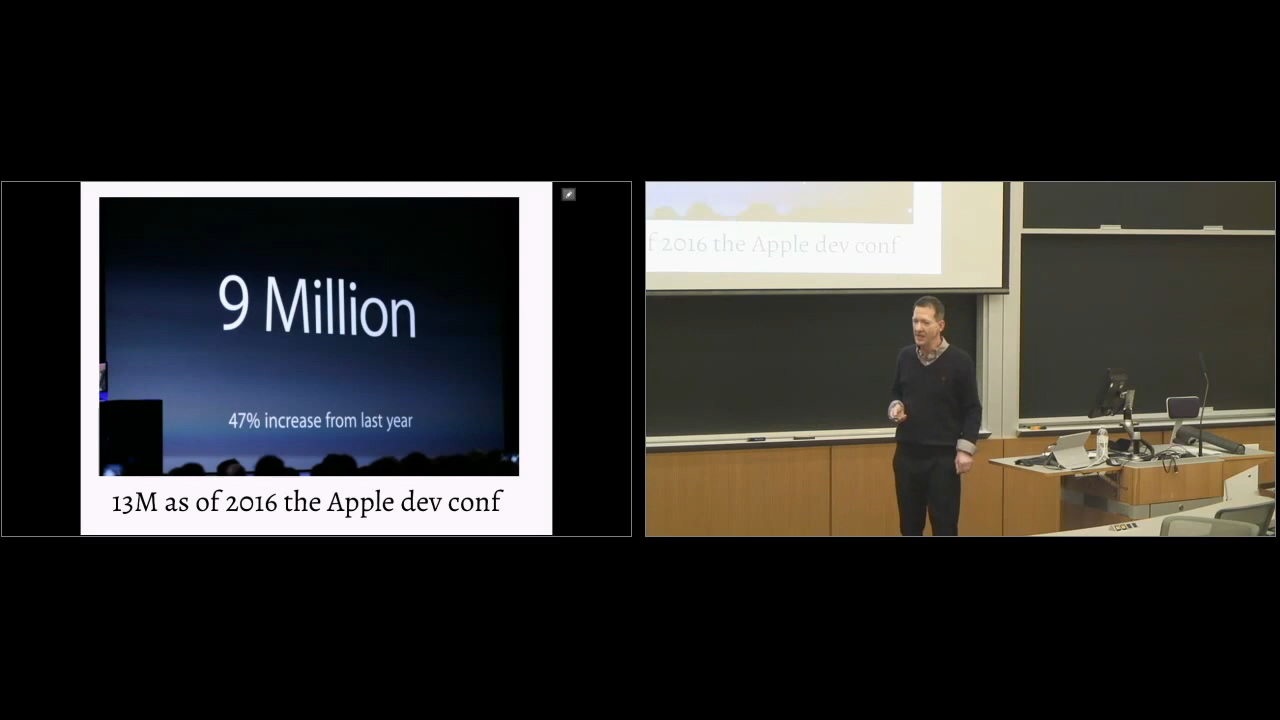 9 Million
47% increase from last year
13M as of 2016 the Apple dev conf
f 2016 the Apple dev conf